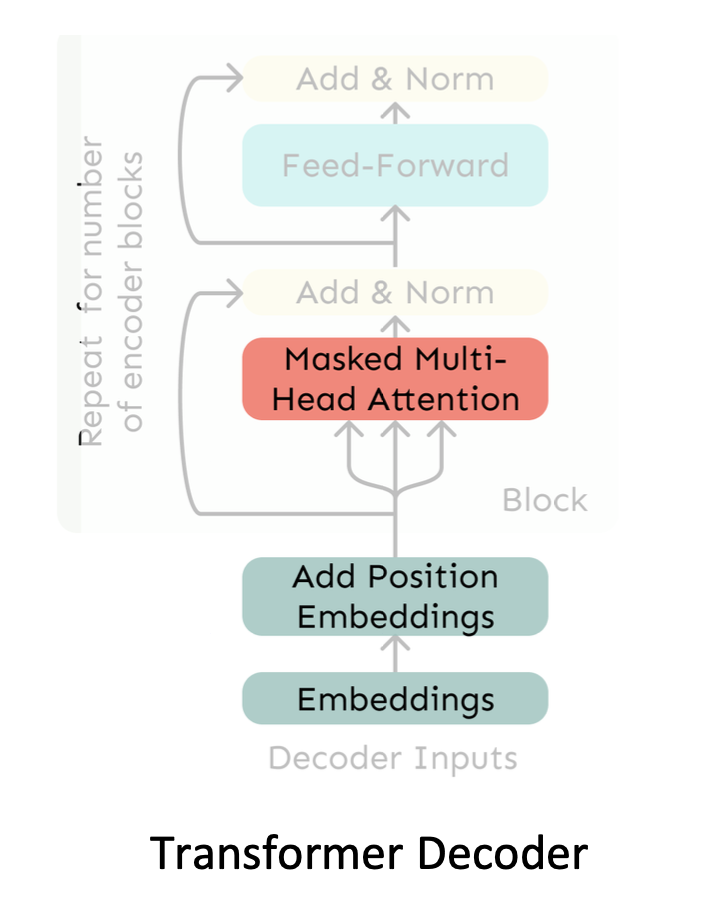 Add & Norm
Feed-Forward
Repeat for number
of encoder blocks
Add & Norm
Masked Multi-
Head Attention
Block
Add Position
Embeddings
Embeddings
Decoder Inputs
Transformer Decoder